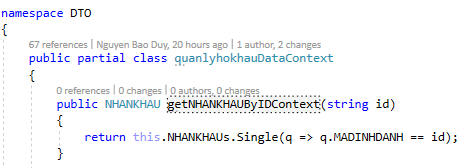 namespace DTO
{
67 references | Nguyen Bao Duy, 20 hours ago | 1 author, 2 changes
public partial class quanlyhokhauDataContext
{
0 references | 0 changes | 0 authors, 0 changes
public NHANKHAU getNHANKHAUByIDContext(string id)
{
return this.NHANKHAUs.Single(q => q.MADINHDANH == id);
}